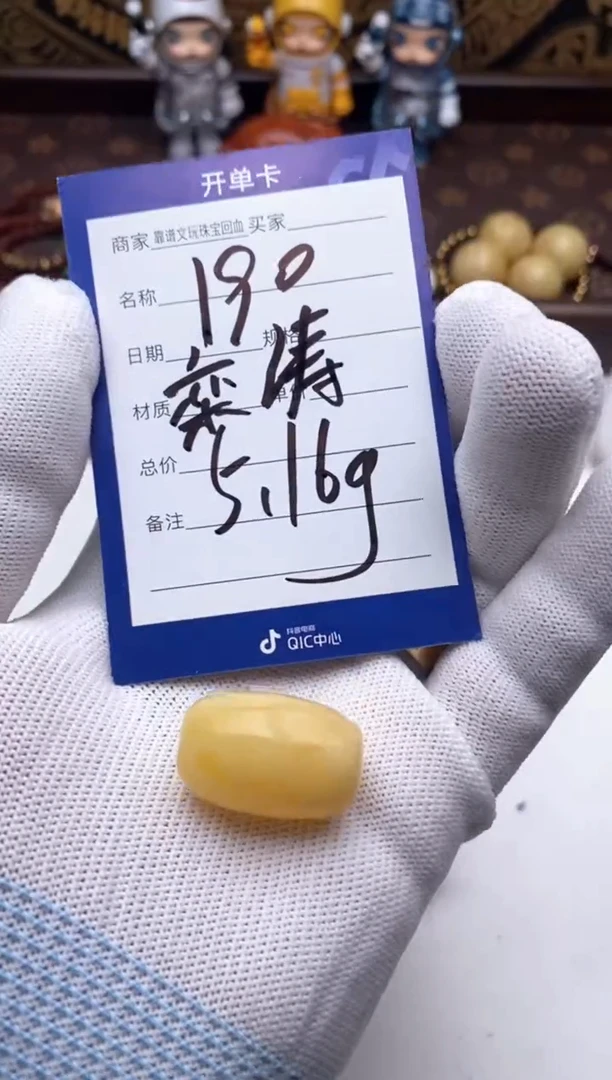 开单卡
商家 靠谱文玩珠宝回血 买家
名称 190
日期 规格
材质 栾涛 单价
总价 5.16g
备注
抖音电商
QIC中心